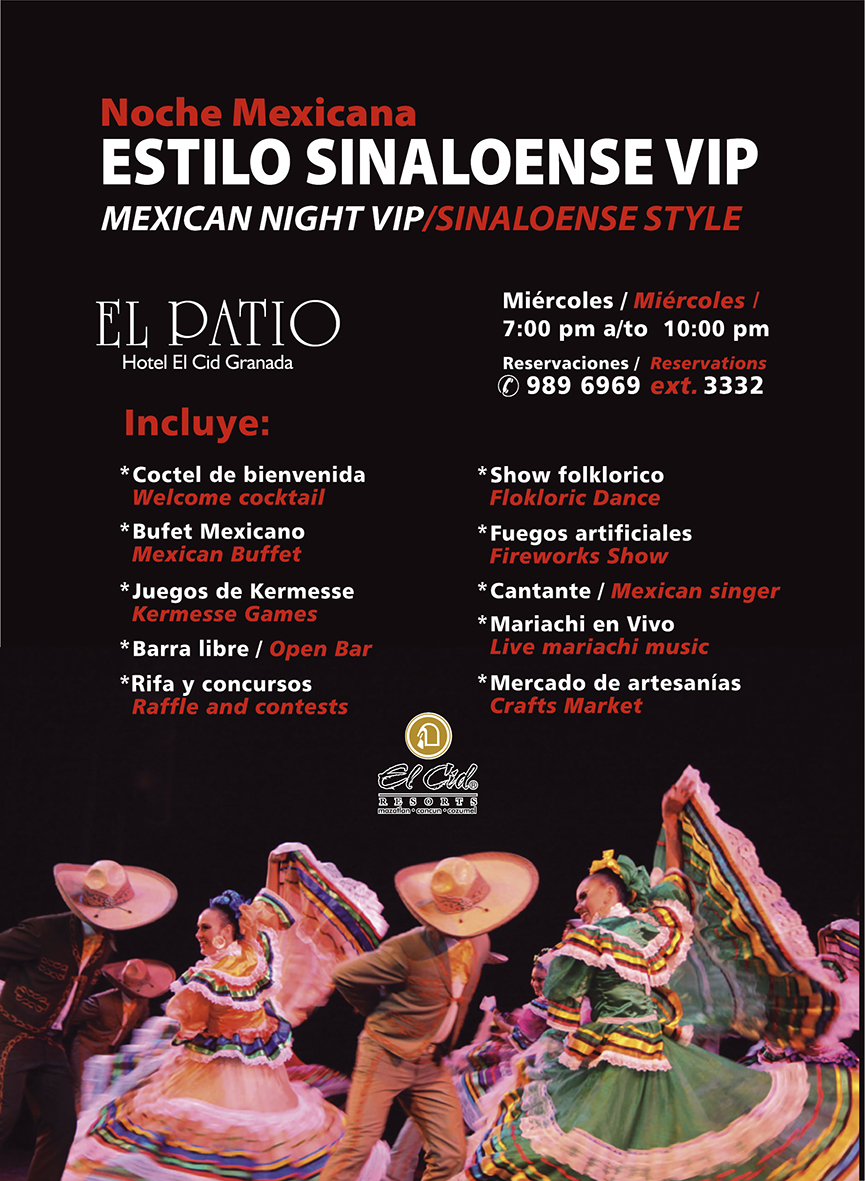 Noche Mexicana
ESTILO SINALOENSE VIP
MEXICAN NIGHT VIP/SINALOENSE STYLE
EL PATIO
Hotel El Cid Granada
Miércoles / Miércoles /
7:00 pm a/to 10:00 pm
Reservaciones / Reservations
989 6969 ext. 3332
Incluye:
*Coctel de bienvenida
Welcome cocktail
*Bufet Mexicano
Mexican Buffet
*Juegos de Kermesse
Kermesse Games
*Barra libre / Open Bar
*Rifa y concursos
Raffle and contests
*Show folklorico
Flokloric Dance
*Fuegos artificiales
Fireworks Show
*Cantante / Mexican singer
*Mariachi en Vivo
Live mariachi music
*Mercado de artesanías
Crafts Market
El Cid®
RESORTS
mazatlan • cancun • cozumel